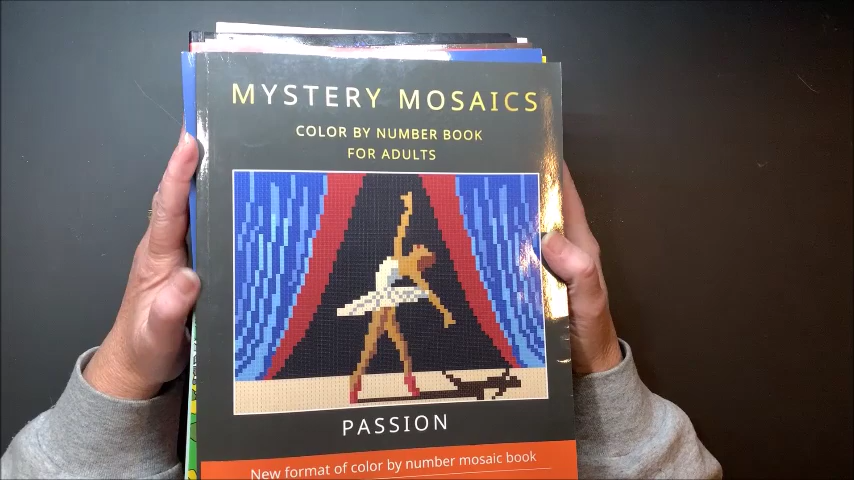 MYSTERY MOSAICS
COLOR BY NUMBER BOOK
FOR ADULTS
PASSION
New format of color by number mosaic book